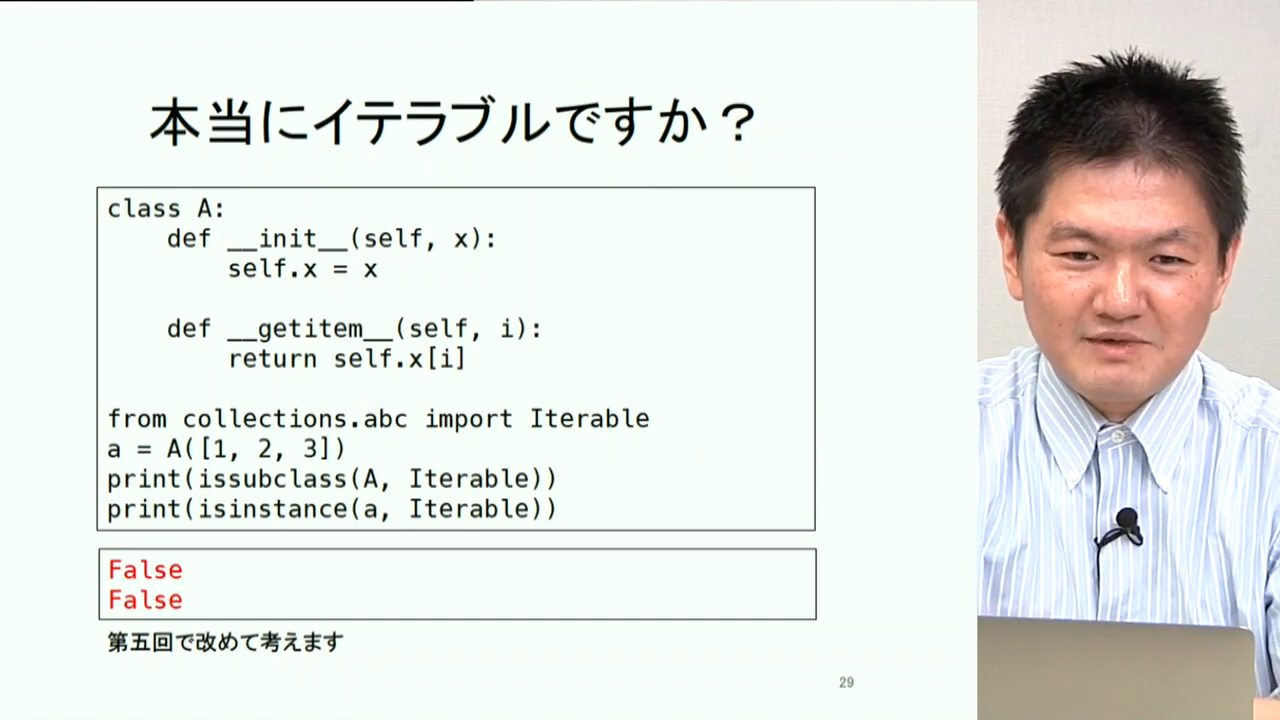 本当にイテラブルですか？
class A:
    def __init__(self, x):
        self.x = x
    def __getitem__(self, i):
        return self.x[i]
from collections.abc import Iterable
a = A([1, 2, 3])
print(issubclass(A, Iterable))
print(isinstance(a, Iterable))
False
False
第五回で改めて考えます
29